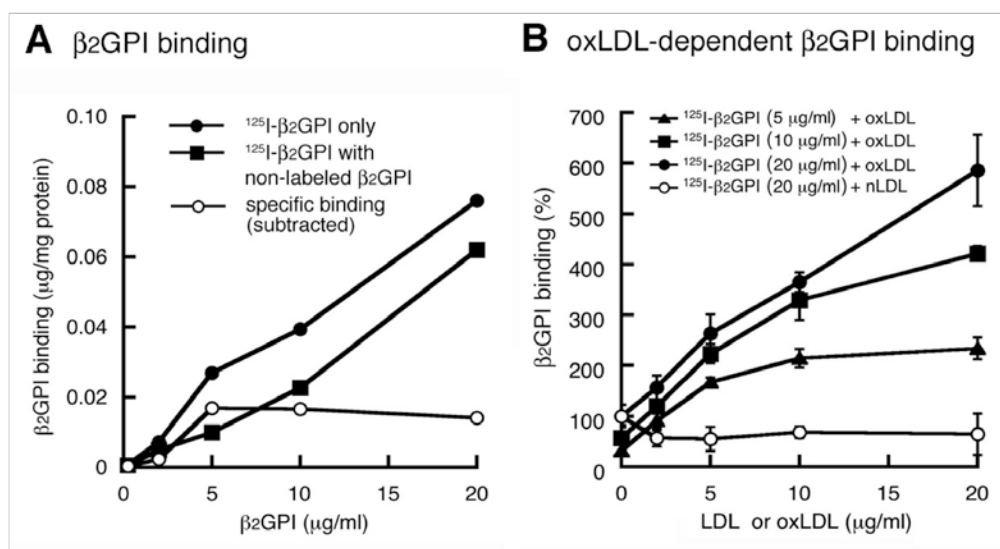 A β2GPI binding
0.10
0.08
0.06
0.04
0.02
0
β2GPI binding (μg/mg protein)
125I-β2GPI only
125I-β2GPI with
non-labeled β2GPI
specific binding
(subtracted)
0 5 10 15 20
β2GPI (μg/ml)
B oxLDL-dependent β2GPI binding
700
600
500
400
300
200
100
0
β2GPI binding (%)
125I-β2GPI (5 μg/ml) + oxLDL
125I-β2GPI (10 μg/ml) + oxLDL
125I-β2GPI (20 μg/ml) + oxLDL
125I-β2GPI (20 μg/ml) + nLDL
0 5 10 15 20
LDL or oxLDL (μg/ml)